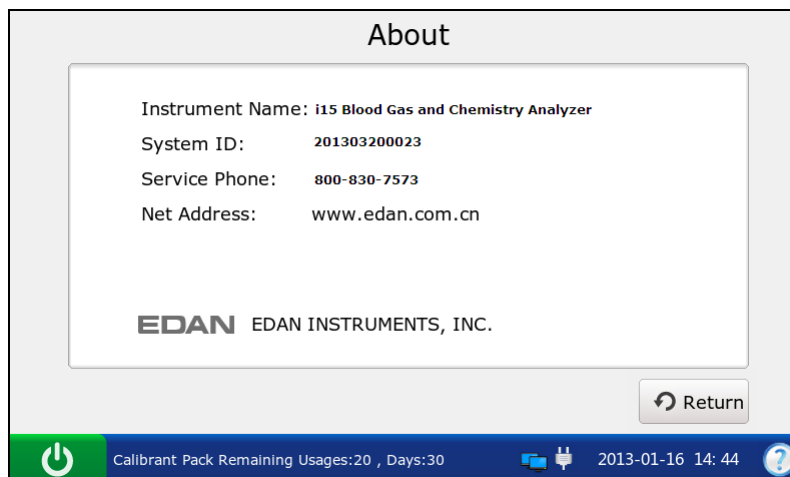 About
Instrument Name: i15 Blood Gas and Chemistry Analyzer
System ID: 201303200023
Service Phone: 800-830-7573
Net Address: www.edan.com.cn
EDAN EDAN INSTRUMENTS, INC.
Return
Calibrant Pack Remaining Usages:20 , Days:30 2013-01-16 14: 44 ?